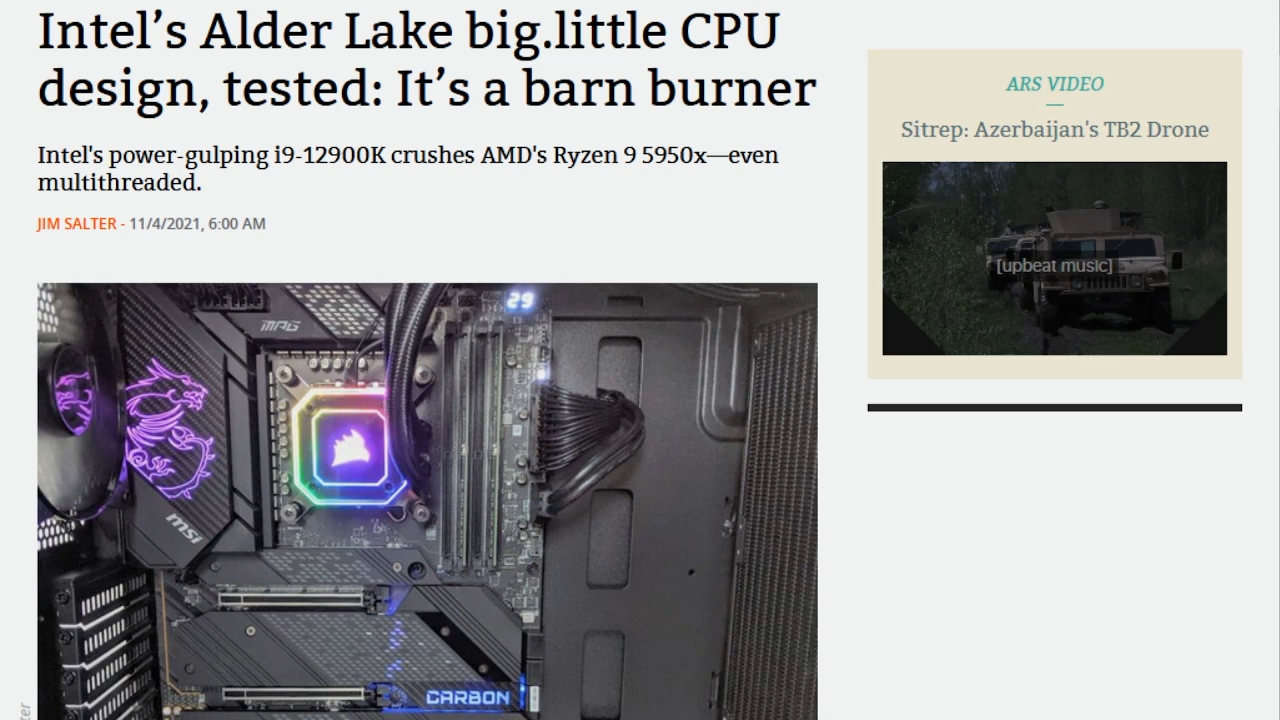 Intel’s Alder Lake big.little CPU
design, tested: It’s a barn burner
Intel's power-gulping i9-12900K crushes AMD's Ryzen 9 5950x—even
multithreaded.
JIM SALTER - 11/4/2021, 6:00 AM
ARS VIDEO
Sitrep: Azerbaijan's TB2 Drone
[upbeat music]
29
MPG
msi
CARBON